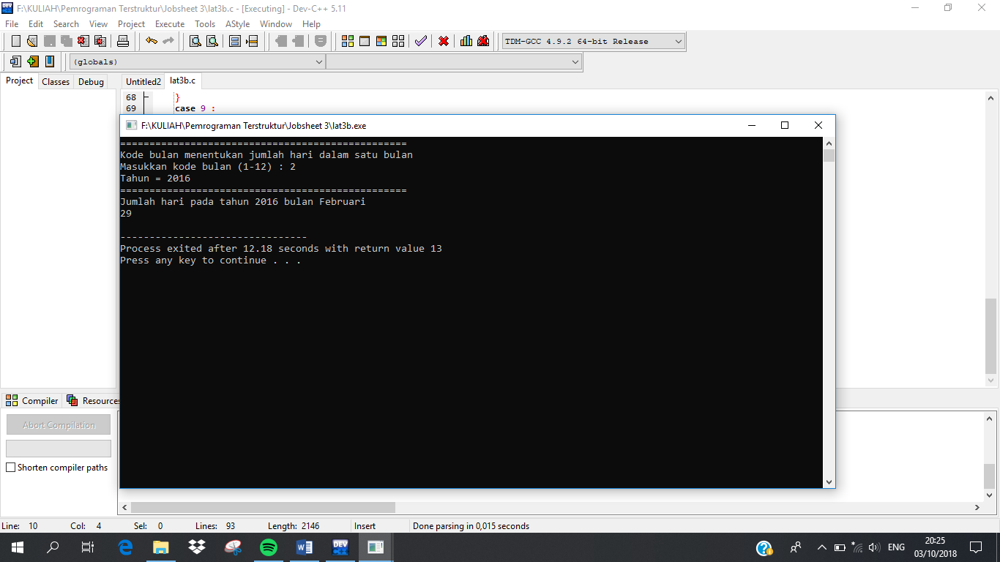 F:\KULIAH\Pemrograman Terstruktur\Jobsheet 3\lat3b.c - [Executing] - Dev-C++ 5.11
File Edit Search View Project Execute Tools AStyle Window Help
TDM-GCC 4.9.2 64-bit Release
(globals)
Project Classes Debug Untitled2 lat3b.c
68 }
69 case 9 :
F:\KULIAH\Pemrograman Terstruktur\Jobsheet 3\lat3b.exe
=================================================
Kode bulan menentukan jumlah hari dalam satu bulan
Masukkan kode bulan (1-12) : 2
Tahun = 2016
=================================================
Jumlah hari pada tahun 2016 bulan Februari
29
--------------------------------
Process exited after 12.18 seconds with return value 13
Press any key to continue . . .
Compiler Resources
Abort Compilation
Shorten compiler paths
Line: 10 Col: 4 Sel: 0 Lines: 93 Length: 2146 Insert Done parsing in 0,015 seconds
DEV
ENG
20:25
03/10/2018